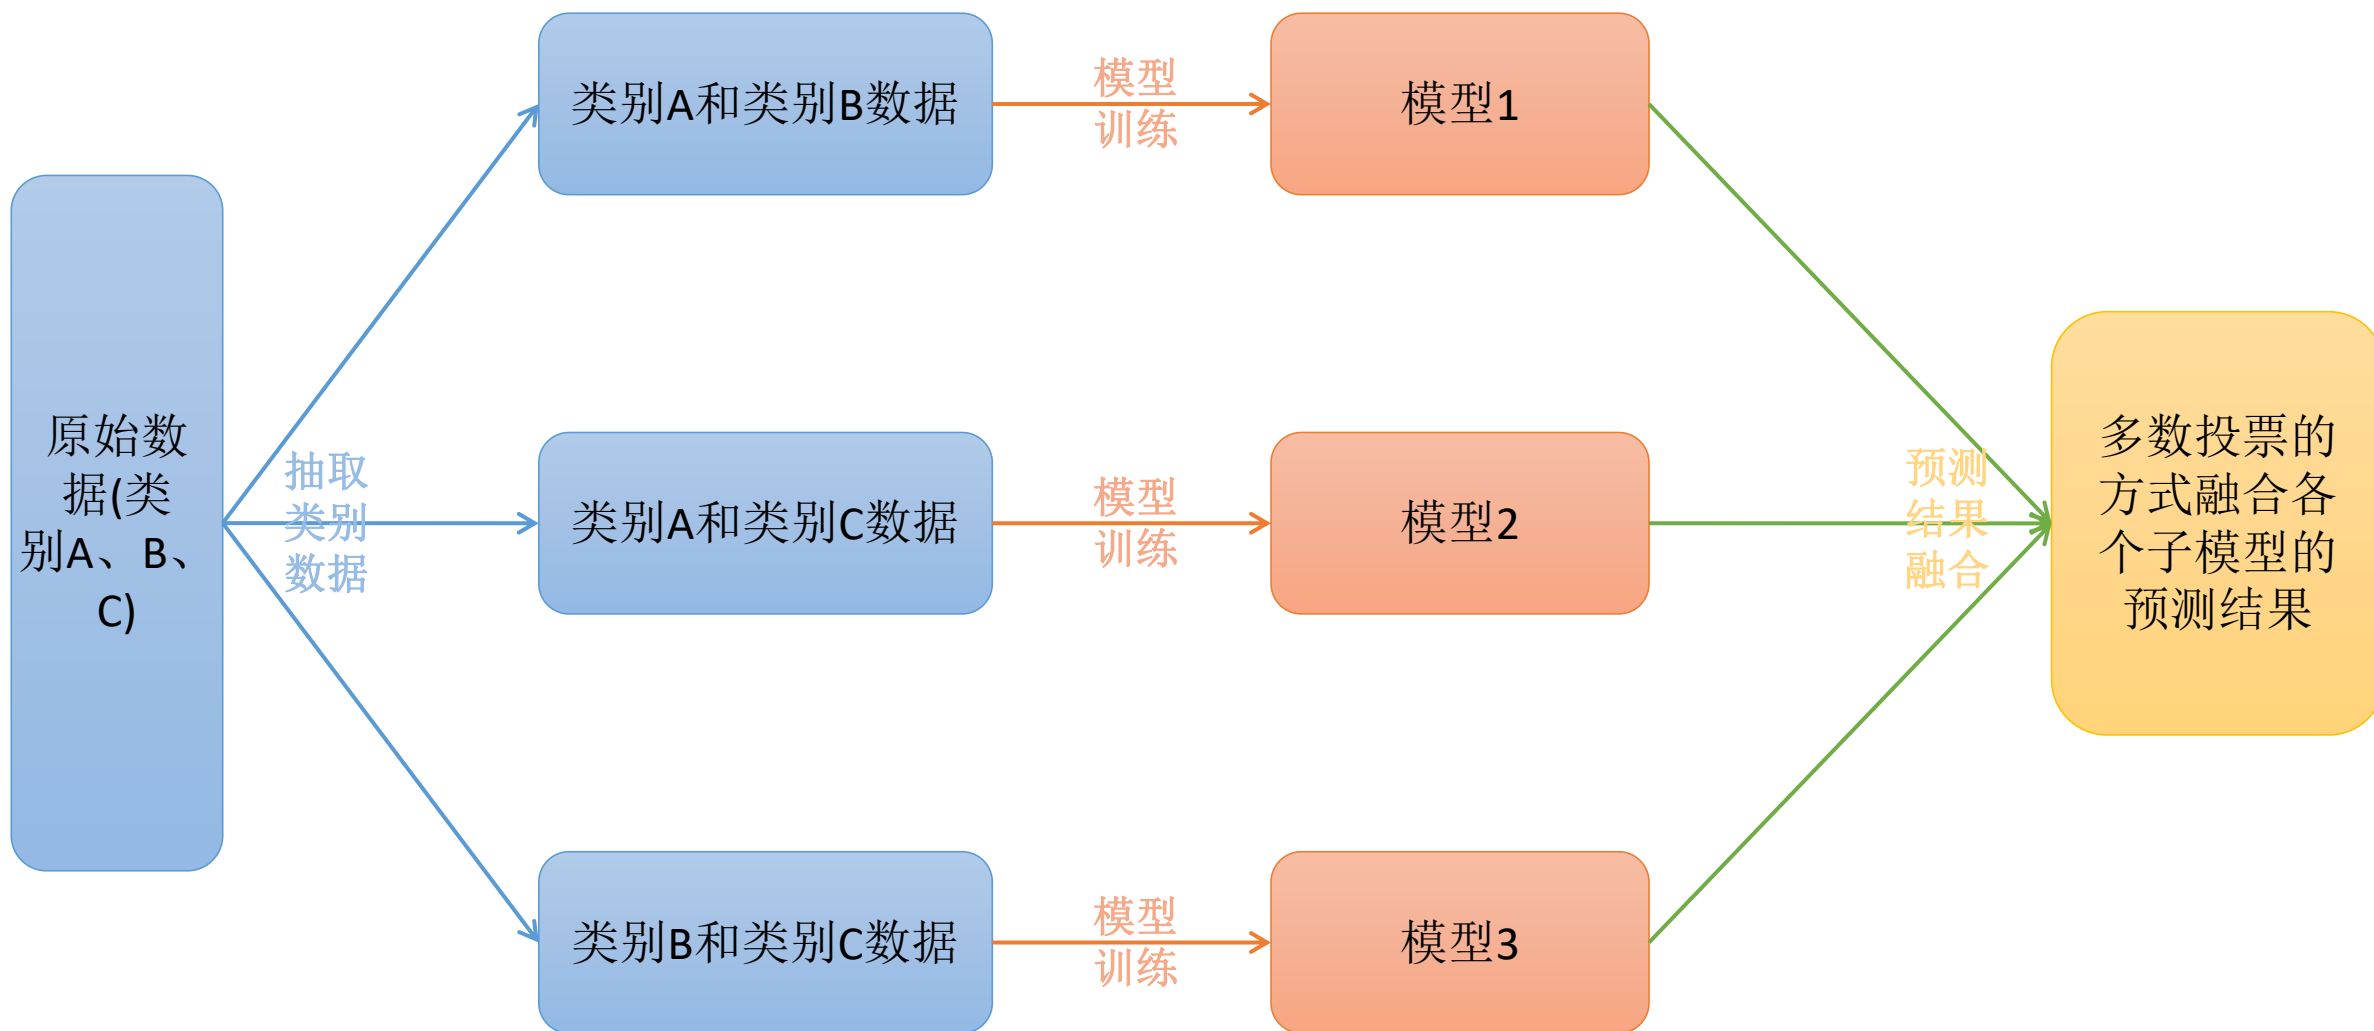 原始数
据(类
别A、B、
C)
抽取
类别
数据
类别A和类别B数据
模型
训练
模型1
类别A和类别C数据
模型
训练
模型2
类别B和类别C数据
模型
训练
模型3
预测
结果
融合
多数投票的
方式融合各
个子模型的
预测结果